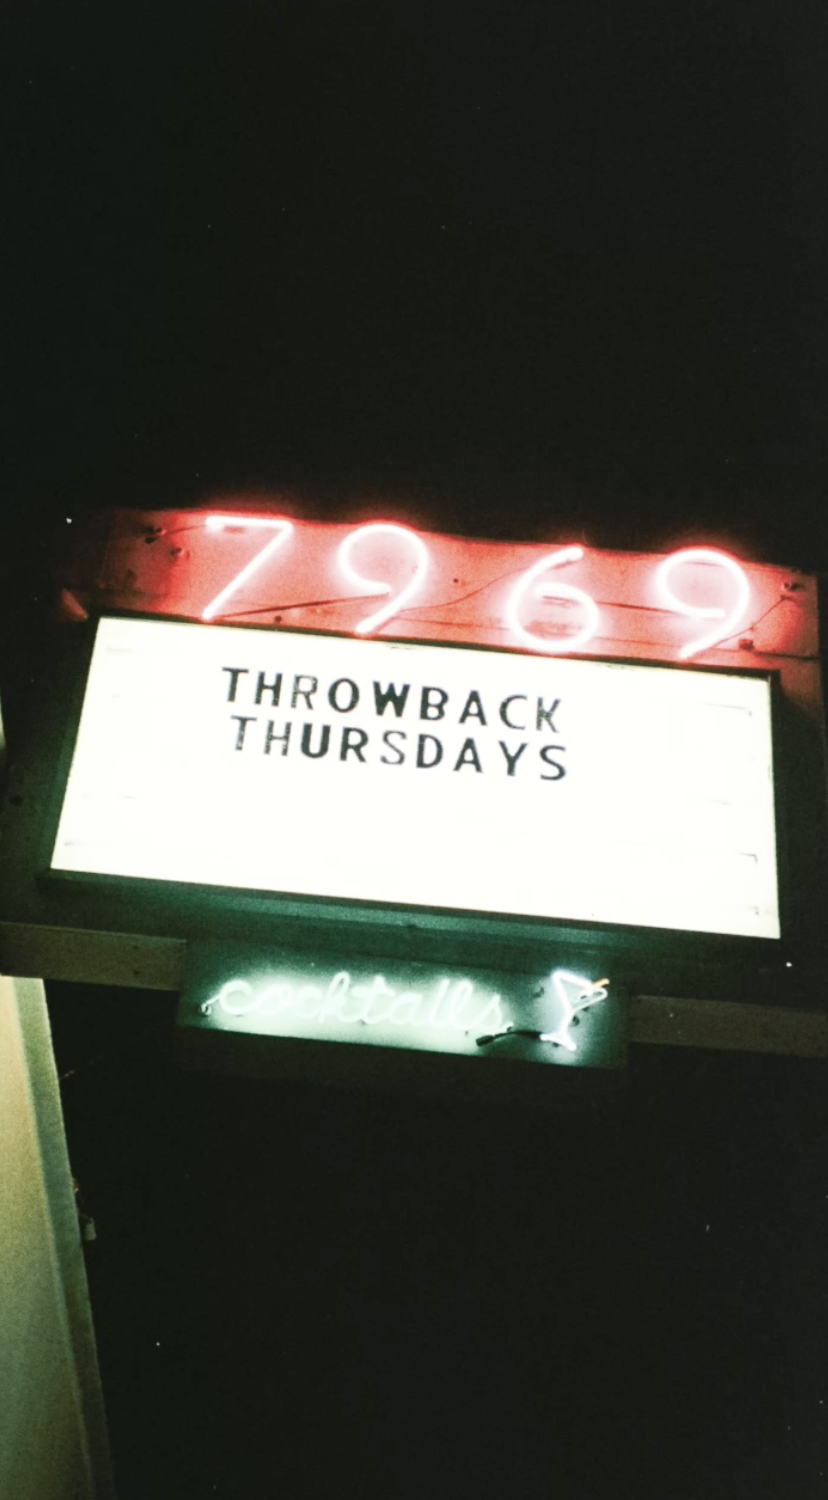 7969
THROWBACK
THURSDAYS
cocktails